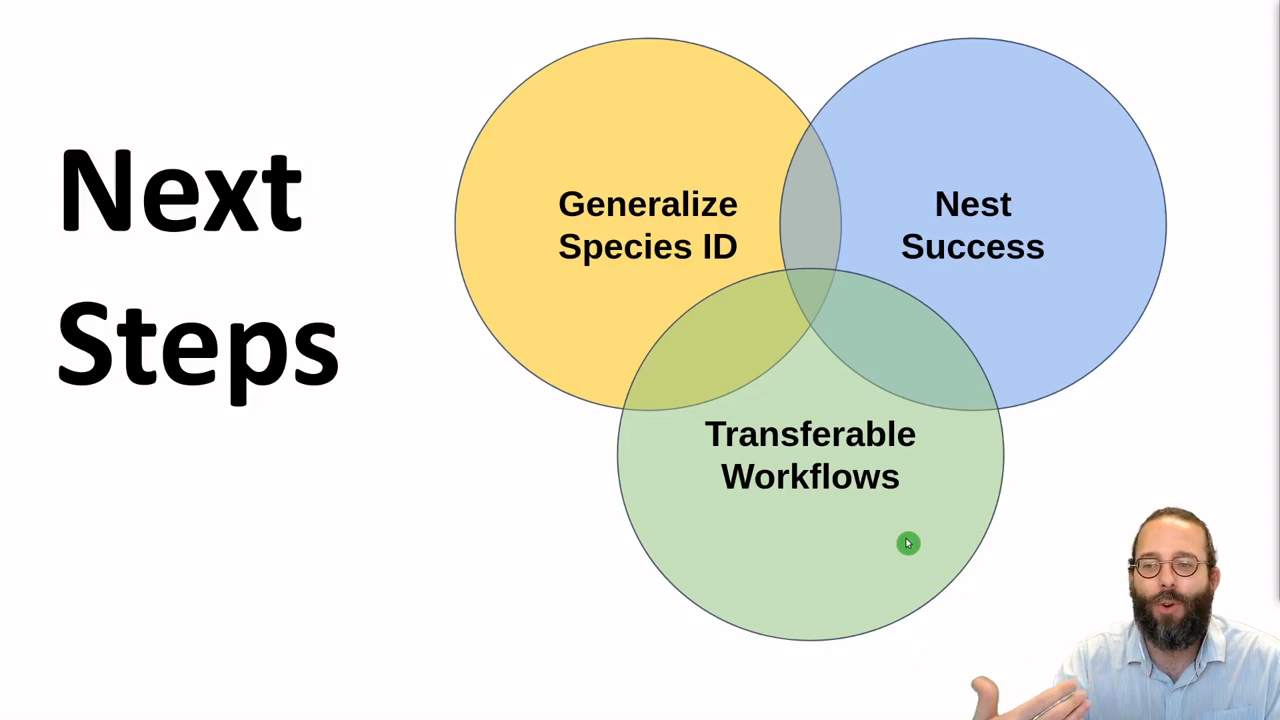 Next
Steps
Generalize
Species ID
Nest
Success
Transferable
Workflows